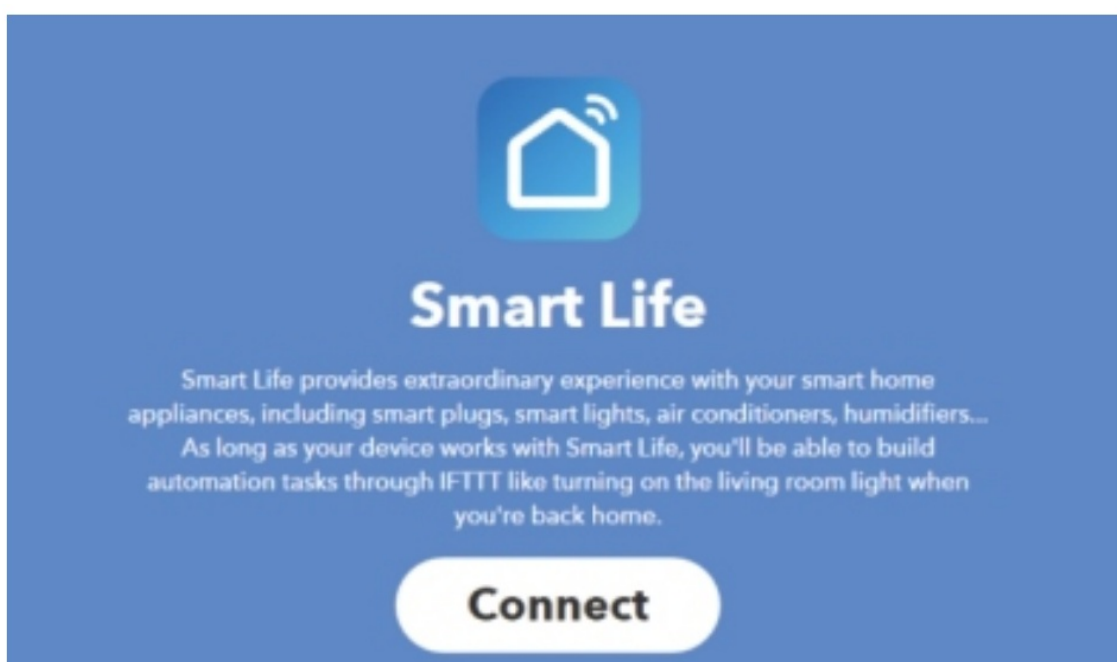 Smart Life
Smart Life provides extraordinary experience with your smart home
appliances, including smart plugs, smart lights, air conditioners, humidifiers...
As long as your device works with Smart Life, you'll be able to build
automation tasks through IFTTT like turning on the living room light when
you're back home.
Connect